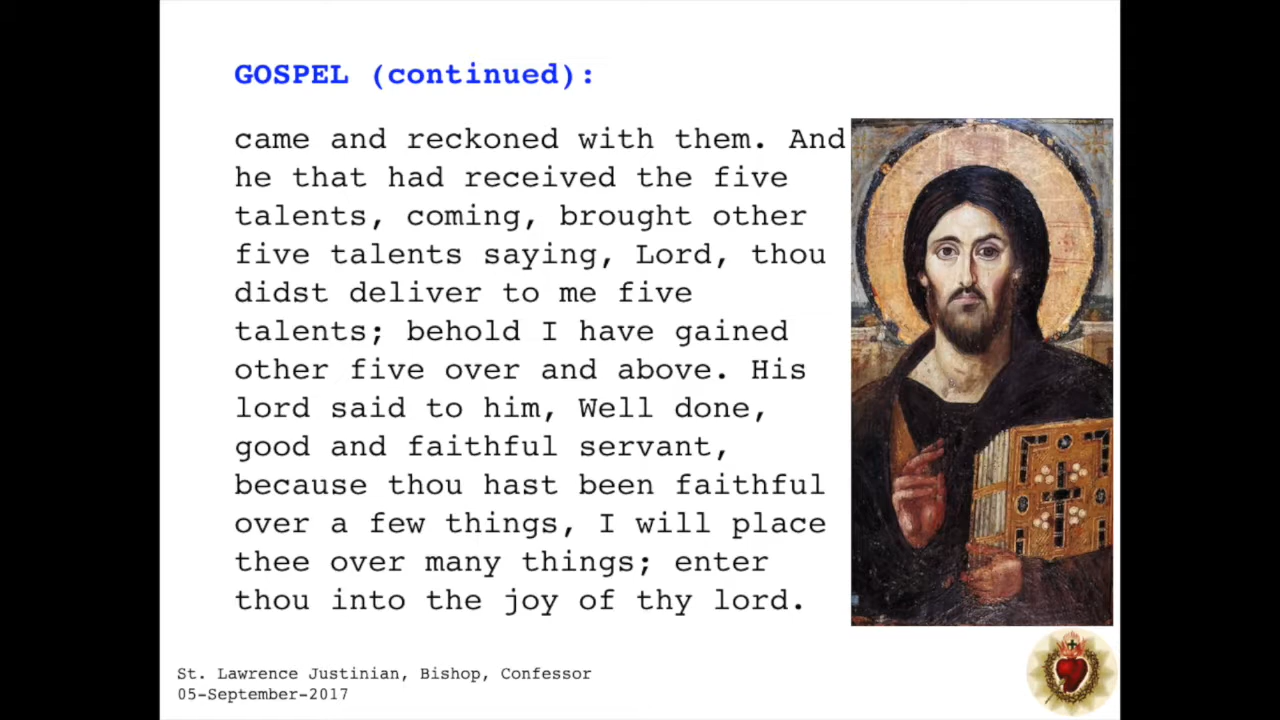 GOSPEL (continued):
came and reckoned with them. And
he that had received the five
talents, coming, brought other
five talents saying, Lord, thou
didst deliver to me five
talents; behold I have gained
other five over and above. His
lord said to him, Well done,
good and faithful servant,
because thou hast been faithful
over a few things, I will place
thee over many things; enter
thou into the joy of thy lord.
St. Lawrence Justinian, Bishop, Confessor
05-September-2017